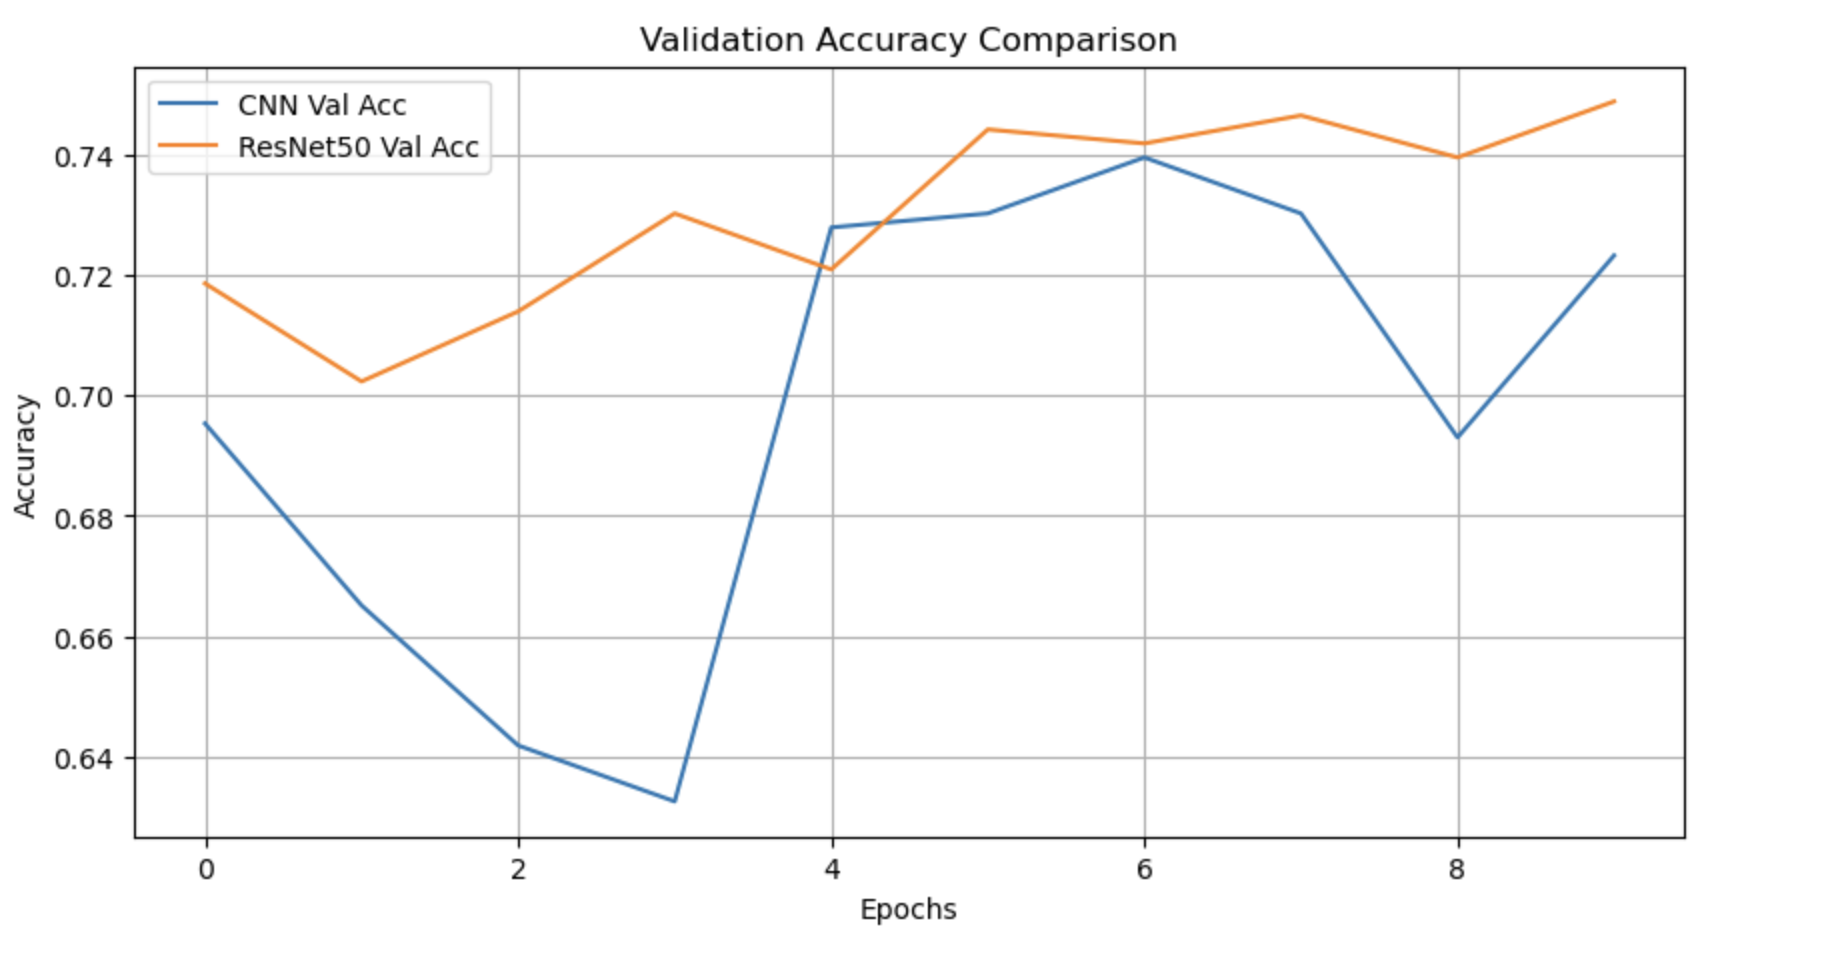 Validation Accuracy Comparison
CNN Val Acc
ResNet50 Val Acc
0.74
0.72
0.70
0.68
0.66
0.64
Accuracy
0 2 4 6 8
Epochs